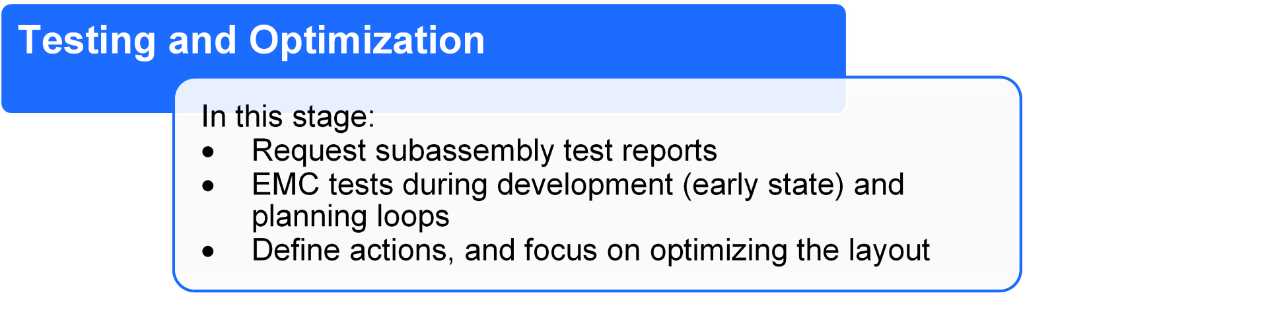 Testing and Optimization
In this stage:
• Request subassembly test reports
• EMC tests during development (early state) and
planning loops
• Define actions, and focus on optimizing the layout